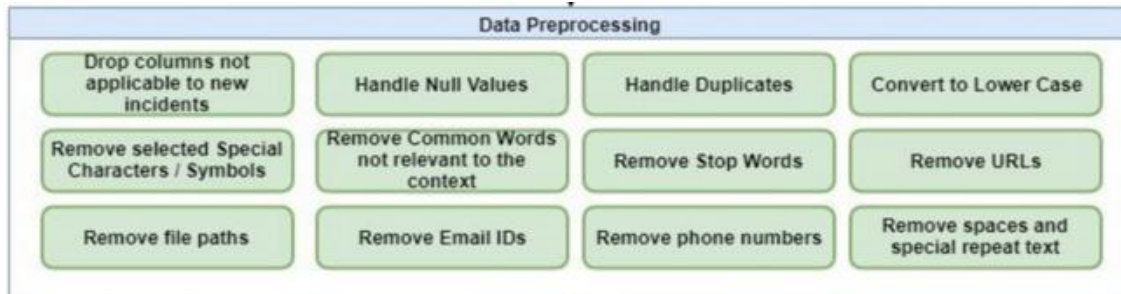 Data Preprocessing
Drop columns not
applicable to new
incidents
Handle Null Values
Handle Duplicates
Convert to Lower Case
Remove selected Special
Characters / Symbols
Remove Common Words
not relevant to the
context
Remove Stop Words
Remove URLs
Remove file paths
Remove Email IDs
Remove phone numbers
Remove spaces and
special repeat text